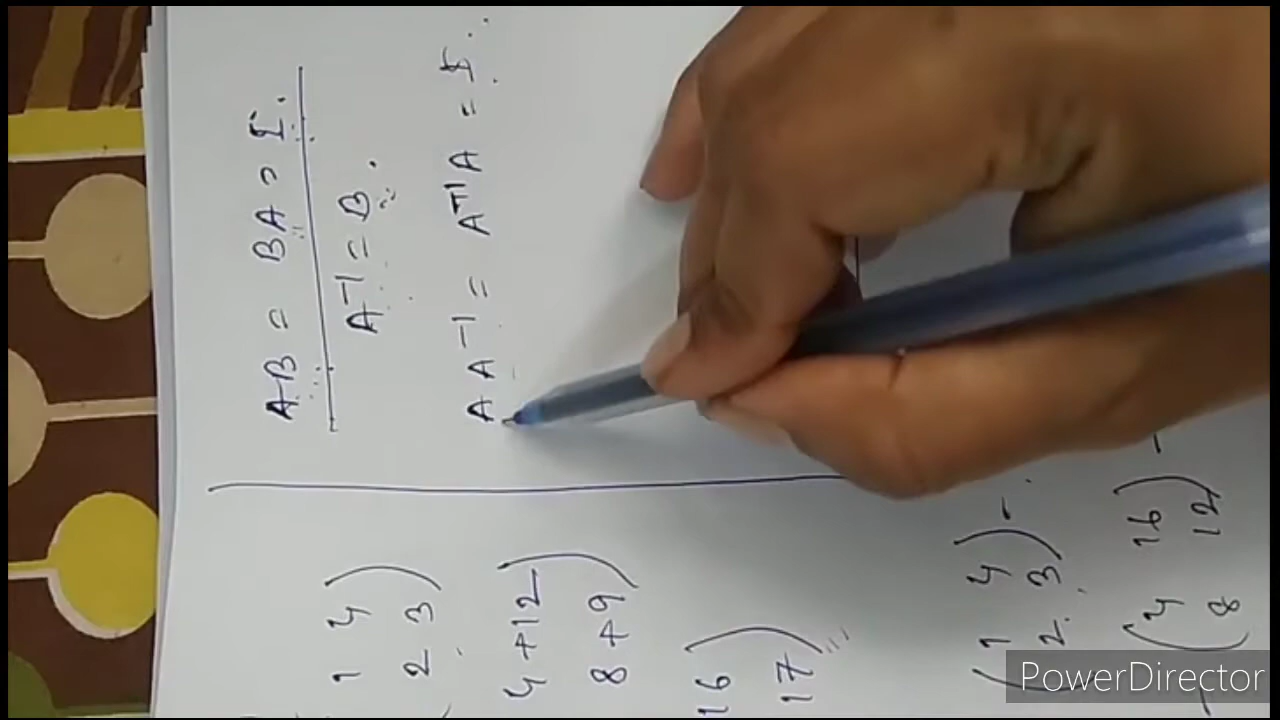 AB = BA = I.
A⁻¹ = B.
A A⁻¹ = A⁻¹A = I..
1 4)
2 3)
4+12)
8+9)
16)
17)
(1 4) -
2 3)
(4 16) -
(8 12)
PowerDirector